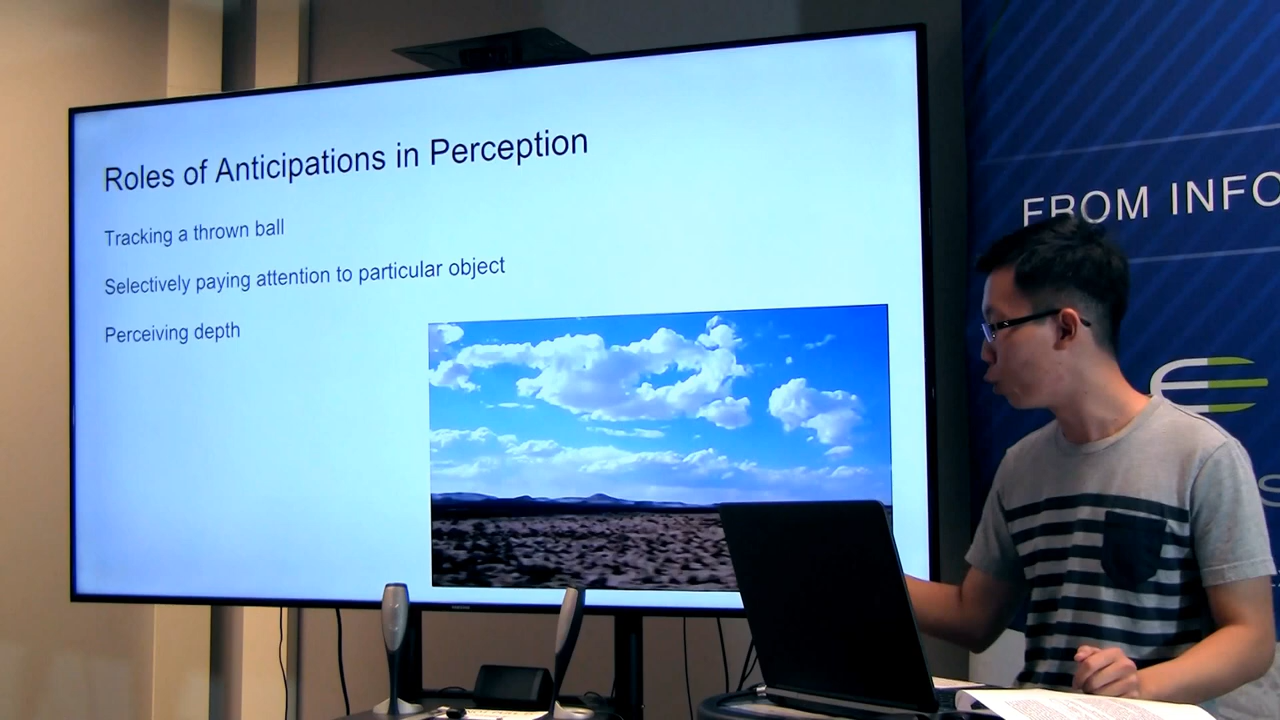 Roles of Anticipations in Perception
Tracking a thrown ball
Selectively paying attention to particular object
Perceiving depth
FROM INFO